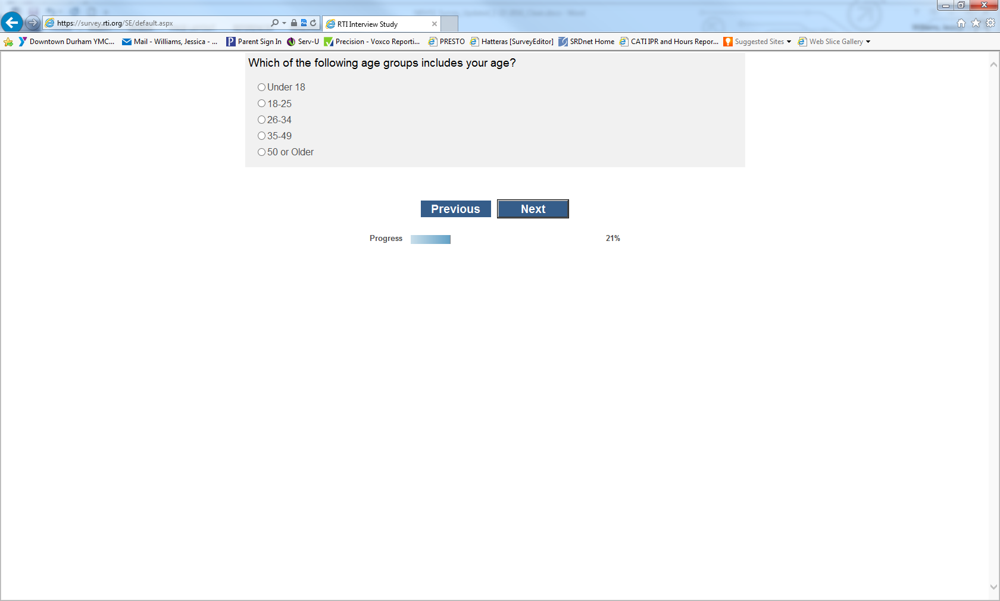 https://survey.rti.org/SE/default.aspx
RTI Interview Study
Downtown Durham YMC...
Mail - Williams, Jessica - ...
Parent Sign In
Serv-U
Precision - Voxco Reporti...
PRESTO
Hatteras [SurveyEditor]
SRDnet Home
CATI IPR and Hours Repor...
Suggested Sites
Web Slice Gallery
Which of the following age groups includes your age?
Under 18
18-25
26-34
35-49
50 or Older
Previous
Next
Progress
21%